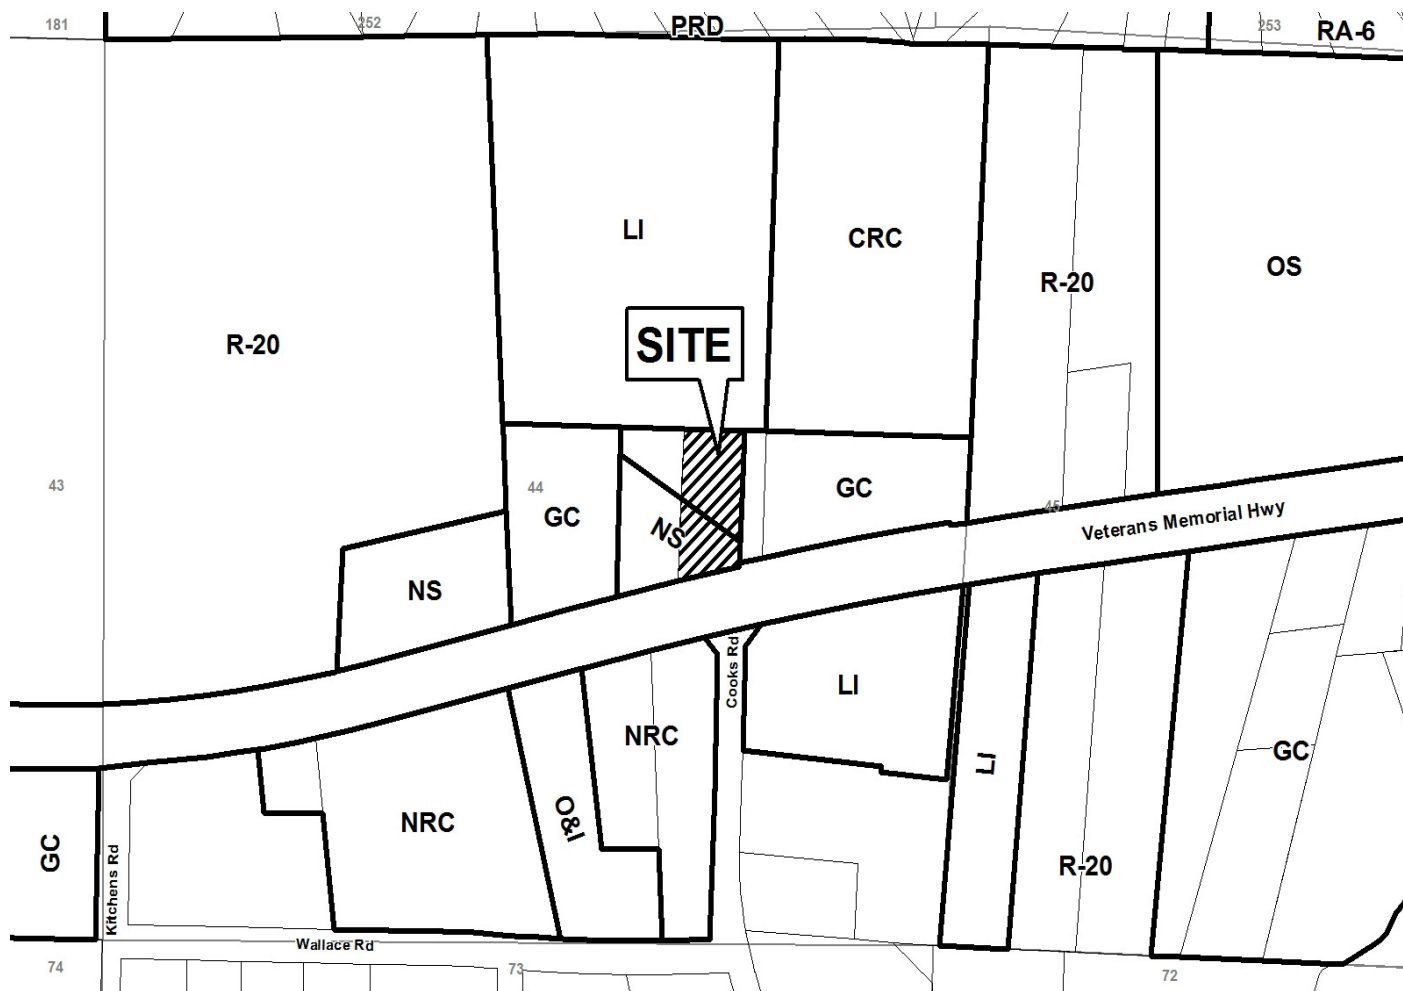 181
252
PRD
253
RA-6
LI
CRC
OS
R-20
R-20
SITE
43
44
GC
GC
NS
45
Veterans Memorial Hwy
NS
Cooks Rd
LI
NRC
LI
GC
NRC
O&I
GC
Kitchens Rd
R-20
Wallace Rd
74
73
72